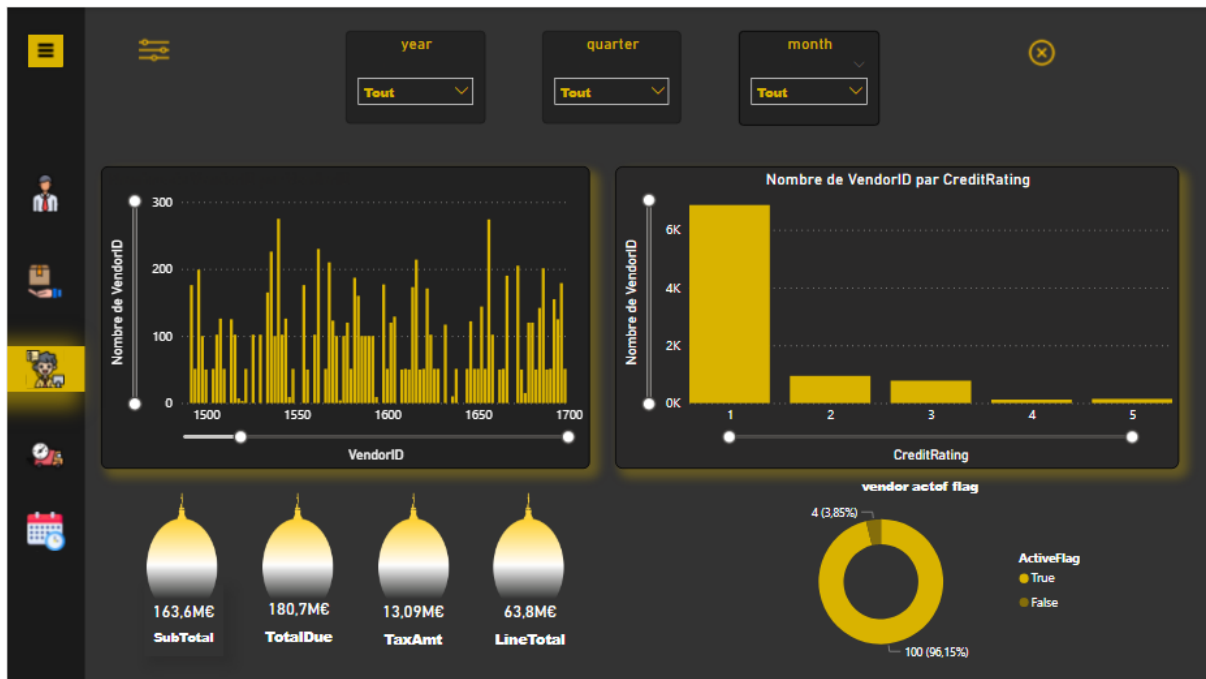 year
quarter
month
Tout
Tout
Tout
Nombre de VendorID
300
200
100
0
1500
1550
1600
1650
1700
VendorID
Nombre de VendorID par CreditRating
Nombre de VendorID
6K
4K
2K
0K
1
2
3
4
5
CreditRating
163,6M€
SubTotal
180,7M€
TotalDue
13,09M€
TaxAmt
63,8M€
LineTotal
vendor actof flag
4 (3,85%)
100 (96,15%)
ActiveFlag
True
False